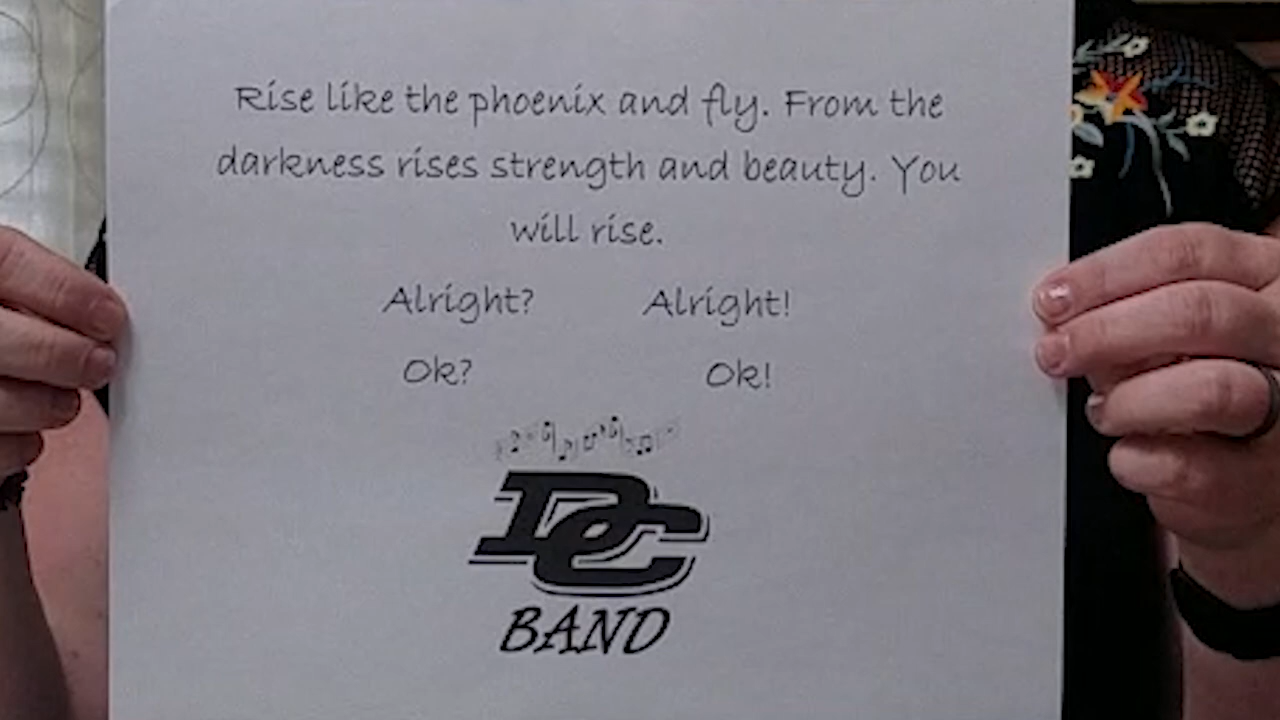 Rise like the phoenix and fly. From the
darkness rises strength and beauty. You
will rise.
Alright? Alright!
Ok? Ok!
DC
BAND